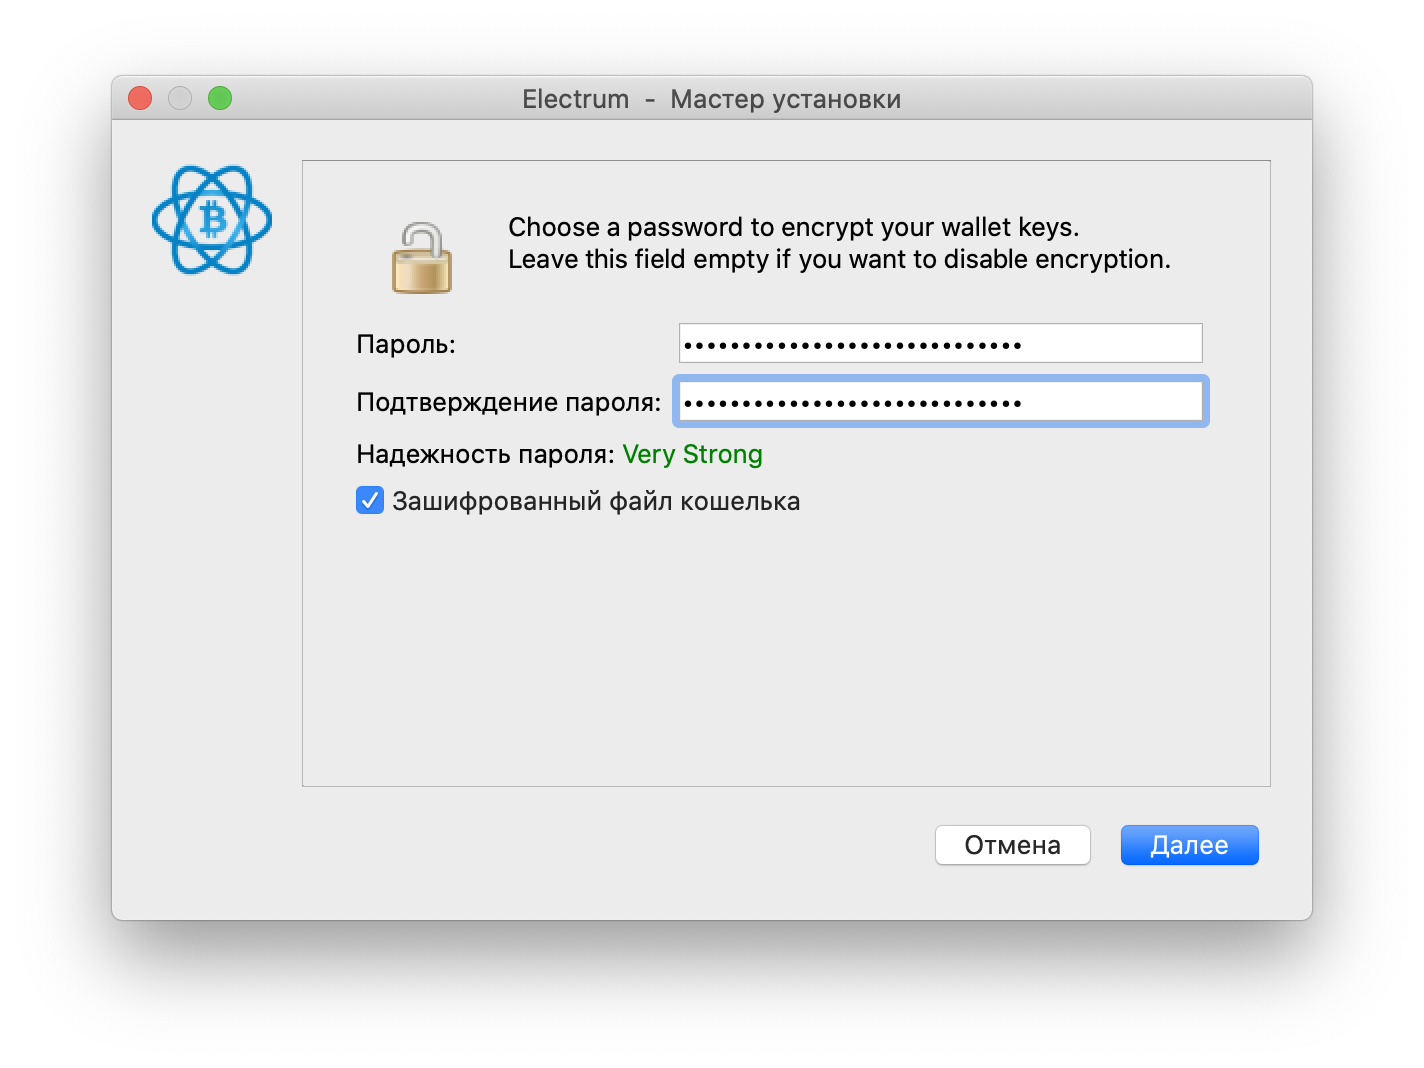 Electrum - Мастер установки
Choose a password to encrypt your wallet keys.
Leave this field empty if you want to disable encryption.
Пароль: •••••••••••••••••••••••••••••
Подтверждение пароля: •••••••••••••••••••••••••••••
Надежность пароля: Very Strong
Зашифрованный файл кошелька
Отмена Далее